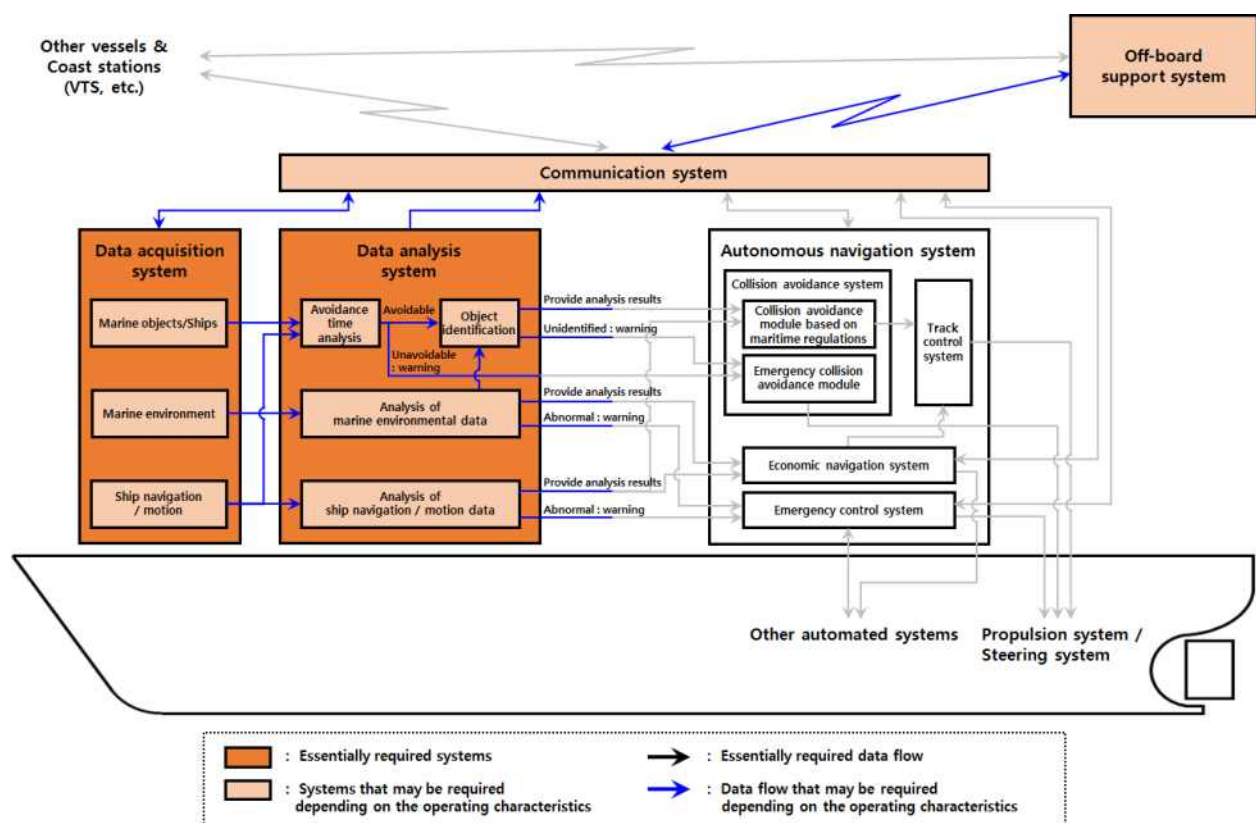 Other vessels &
Coast stations
(VTS, etc.)
Off-board
support system
Communication system
Data acquisition
system
Marine objects/Ships
Marine environment
Ship navigation
/ motion
Data analysis
system
Avoidance
time
analysis
Avoidable
Object
identification
Unavoidable
: warning
Analysis of
marine environmental data
Analysis of
ship navigation / motion data
Provide analysis results
Unidentified : warning
Provide analysis results
Abnormal : warning
Provide analysis results
Abnormal : warning
Autonomous navigation system
Collision avoidance system
Collision avoidance
module based on
maritime regulations
Emergency collision
avoidance module
Track
control
system
Economic navigation system
Emergency control system
Other automated systems
Propulsion system /
Steering system
: Essentially required systems
: Systems that may be required
depending on the operating characteristics
: Essentially required data flow
: Data flow that may be required
depending on the operating characteristics